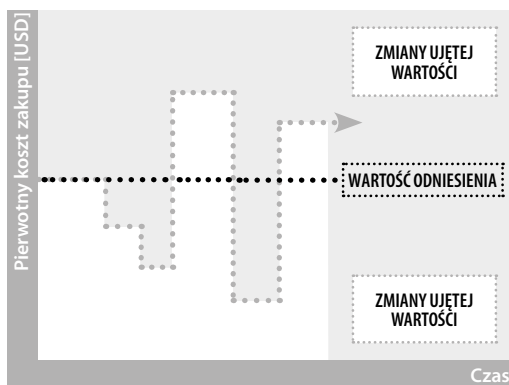 Pierwotny koszt zakupu [USD]
ZMIANY UJĘTEJ
WARTOŚCI
WARTOŚĆ ODNIESIENIA
ZMIANY UJĘTEJ
WARTOŚCI
Czas